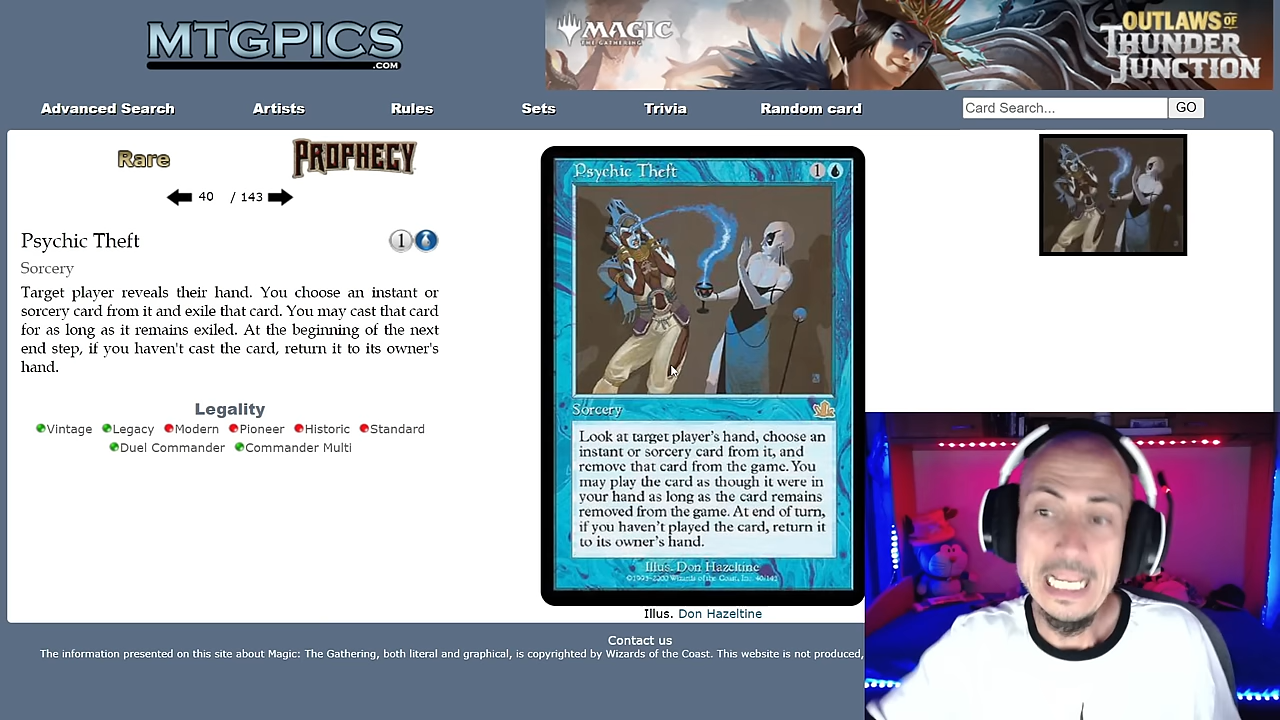 MTGPICS
.COM
MAGIC
THE GATHERING
OUTLAWS OF
THUNDER
JUNCTION
Advanced Search
Artists
Rules
Sets
Trivia
Random card
Card Search...
GO
Rare
PROPHECY
40 / 143
Psychic Theft
1
Sorcery
Target player reveals their hand. You choose an instant or
sorcery card from it and exile that card. You may cast that card
for as long as it remains exiled. At the beginning of the next
end step, if you haven't cast the card, return it to its owner's
hand.
Legality
Vintage Legacy Modern Pioneer Historic Standard
Duel Commander Commander Multi
Psychic Theft
1
Sorcery
Look at target player's hand, choose an
instant or sorcery card from it, and
remove that card from the game. You
may play the card as though it were in
your hand as long as the card remains
removed from the game. At end of turn,
if you haven't played the card, return it
to its owner's hand.
Illus. Don Hazeltine
©1993-2000 Wizards of the Coast, Inc. 40/143
Illus. Don Hazeltine
Contact us
The information presented on this site about Magic: The Gathering, both literal and graphical, is copyrighted by Wizards of the Coast. This website is not produced,